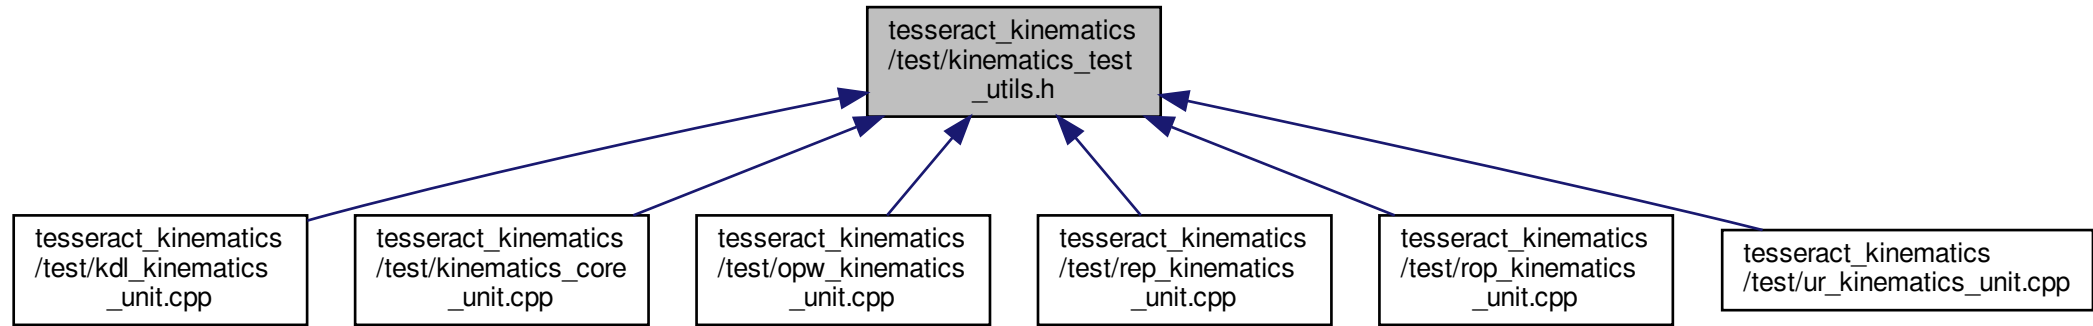 tesseract_kinematics
/test/kinematics_test
_utils.h
tesseract_kinematics
/test/kdl_kinematics
_unit.cpp
tesseract_kinematics
/test/kinematics_core
_unit.cpp
tesseract_kinematics
/test/opw_kinematics
_unit.cpp
tesseract_kinematics
/test/rep_kinematics
_unit.cpp
tesseract_kinematics
/test/rop_kinematics
_unit.cpp
tesseract_kinematics
/test/ur_kinematics_unit.cpp